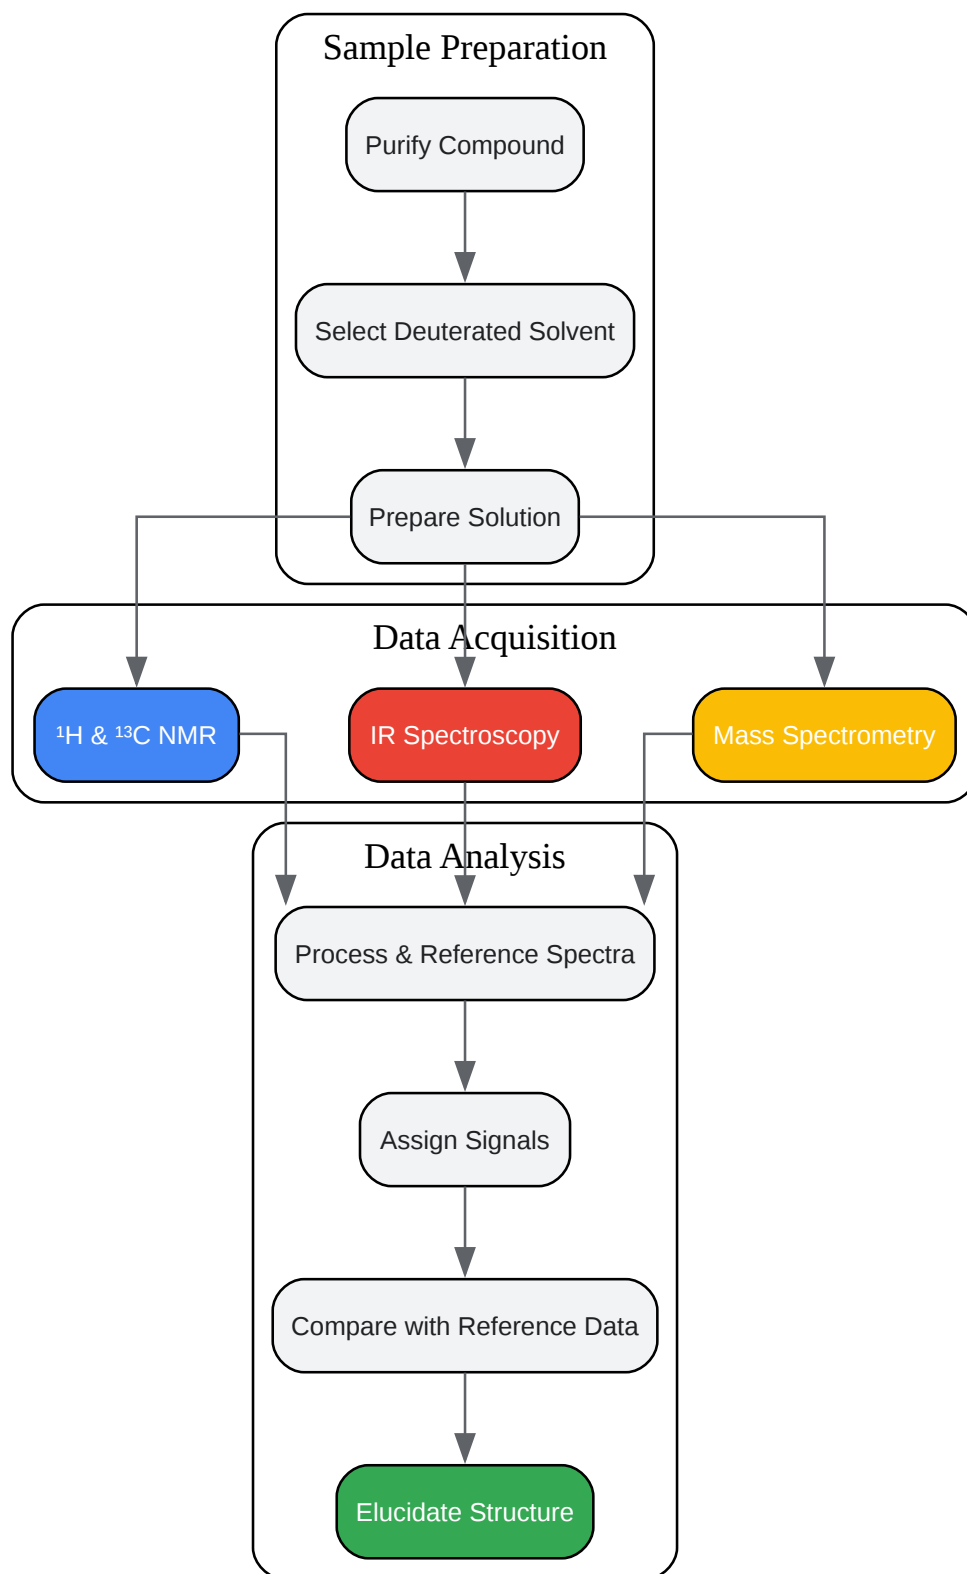 Sample Preparation
Purify Compound
Select Deuterated Solvent
Prepare Solution
Data Acquisition
¹H & ¹³C NMR
IR Spectroscopy
Mass Spectrometry
Data Analysis
Process & Reference Spectra
Assign Signals
Compare with Reference Data
Elucidate Structure